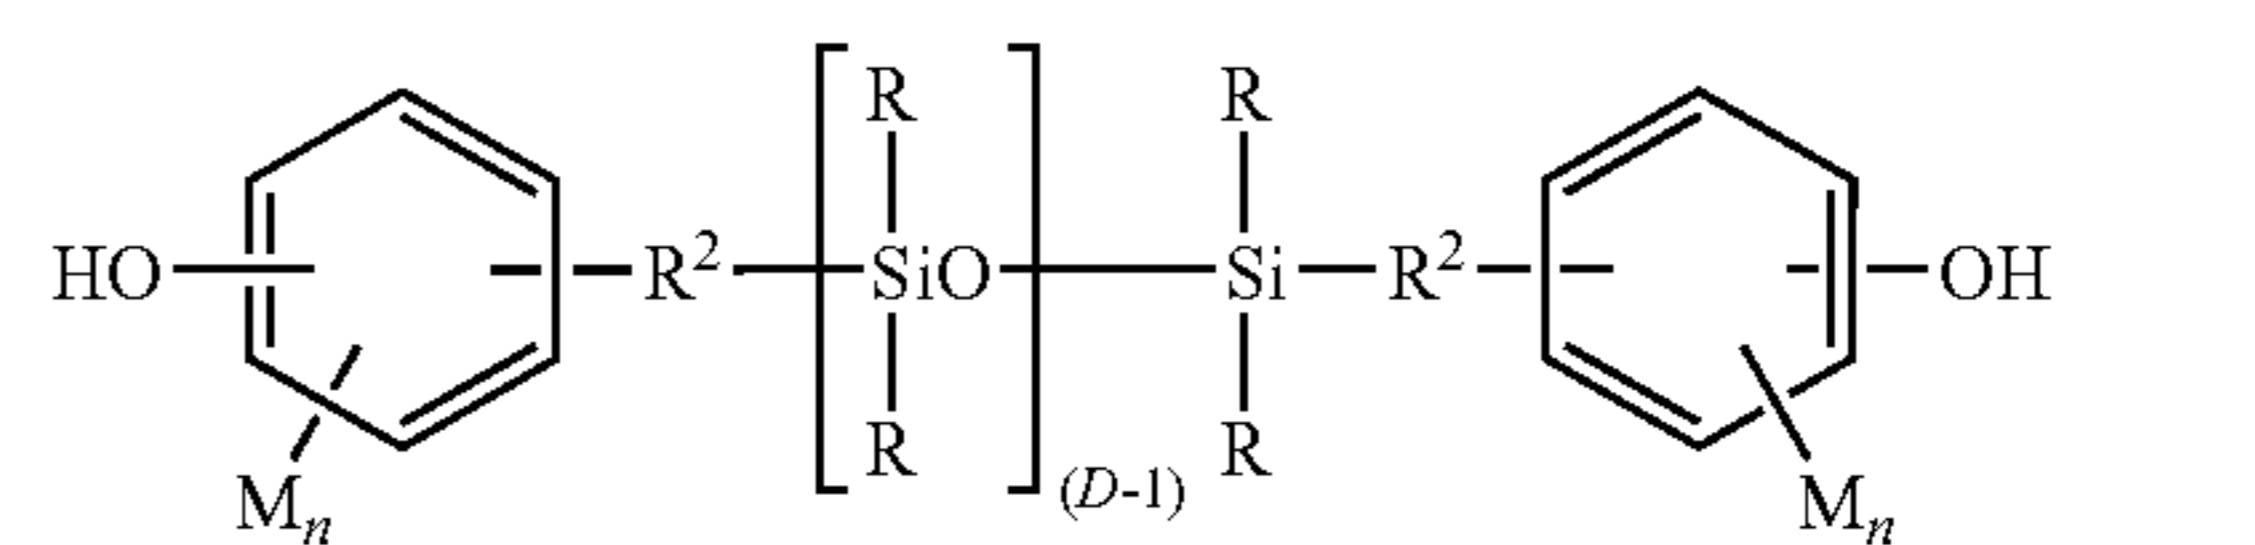 R R
HO R² SiO Si R² OH
R R
(D-1)
Mₙ Mₙ